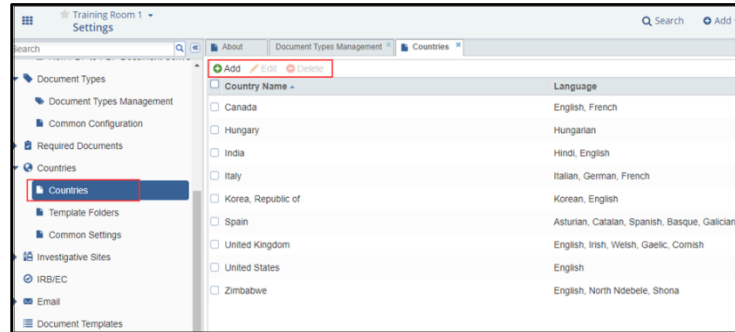 Training Room 1
Settings
Search
Add
Search
About
Document Types Management
Countries
Document Types
Document Types Management
Common Configuration
Required Documents
Countries
Countries
Template Folders
Common Settings
Investigative Sites
IRB/EC
Email
Document Templates
Add Edit Delete
Country Name Language
Canada English, French
Hungary Hungarian
India Hindi, English
Italy Italian, German, French
Korea, Republic of Korean, English
Spain Asturian, Catalan, Spanish, Basque, Galician
United Kingdom English, Irish, Welsh, Gaelic, Cornish
United States English
Zimbabwe English, North Ndebele, Shona